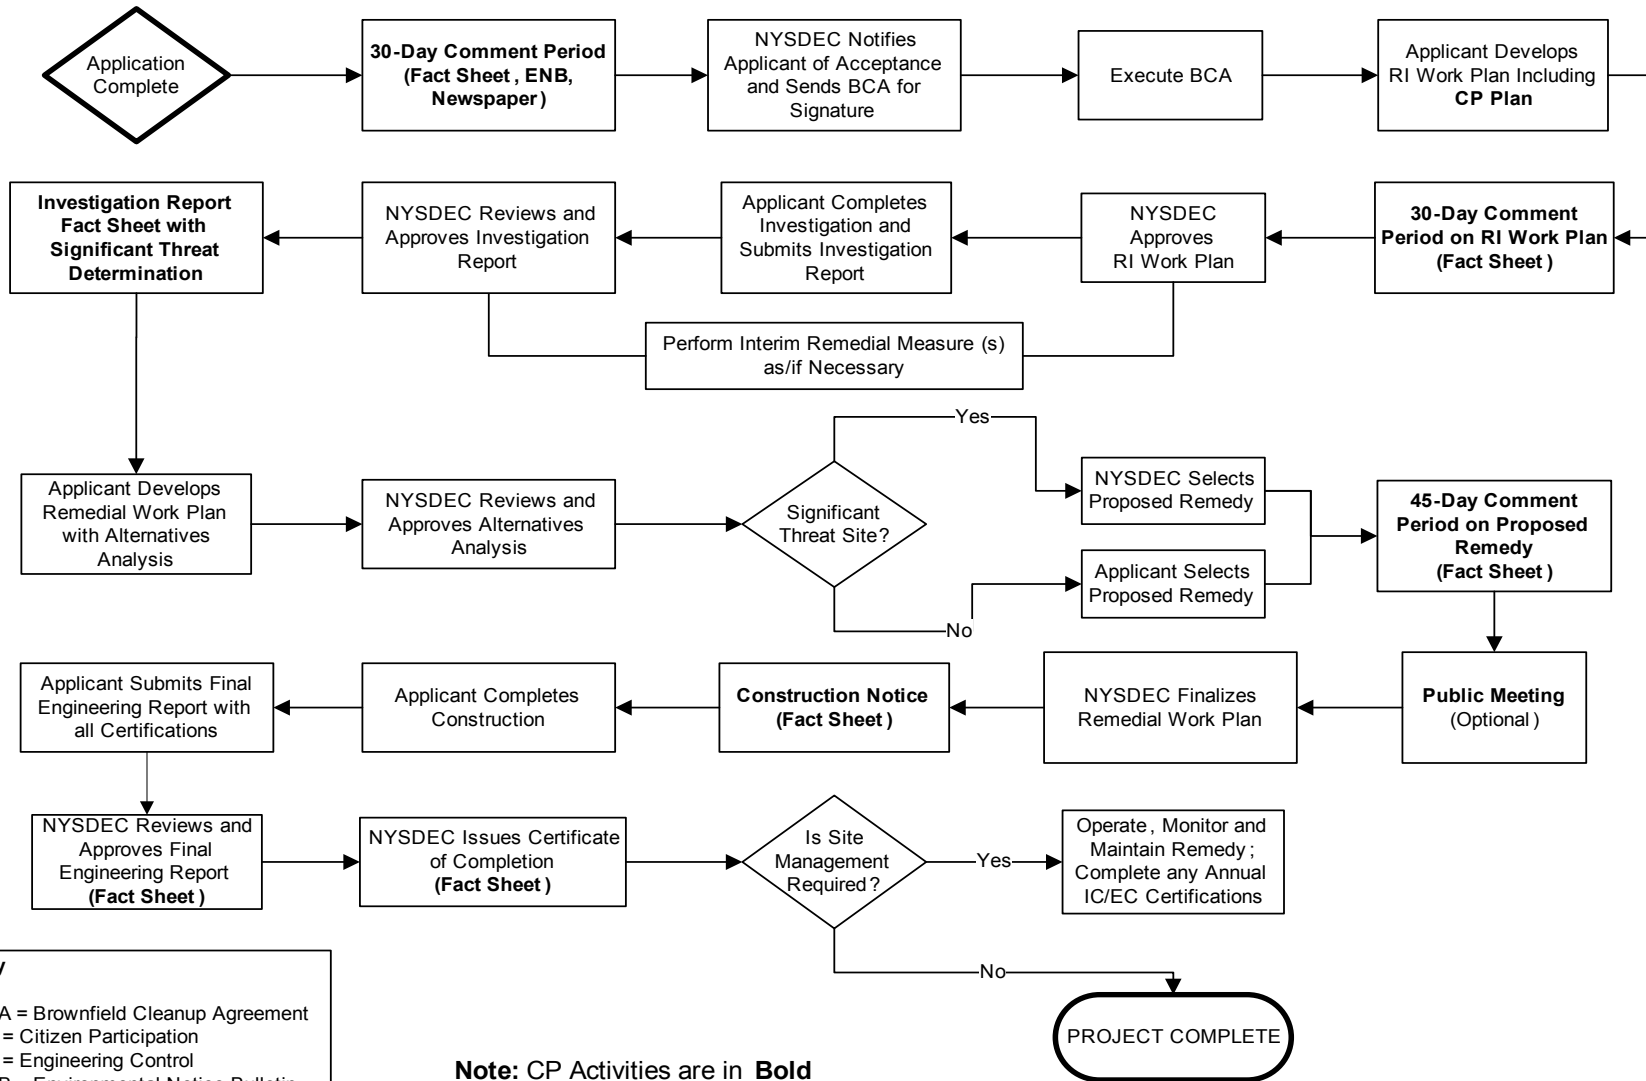 Application
Complete
30-Day Comment Period
(Fact Sheet, ENB,
Newspaper)
NYSDEC Notifies
Applicant of Acceptance
and Sends BCA for
Signature
Execute BCA
Applicant Develops
RI Work Plan Including
CP Plan
30-Day Comment
Period on RI Work Plan
(Fact Sheet)
NYSDEC
Approves
RI Work Plan
Applicant Completes
Investigation and
Submits Investigation
Report
NYSDEC Reviews and
Approves Investigation
Report
Investigation Report
Fact Sheet with
Significant Threat
Determination
Perform Interim Remedial Measure (s)
as/if Necessary
Applicant Develops
Remedial Work Plan
with Alternatives
Analysis
NYSDEC Reviews and
Approves Alternatives
Analysis
Significant
Threat Site?
Yes
NYSDEC Selects
Proposed Remedy
No
Applicant Selects
Proposed Remedy
45-Day Comment
Period on Proposed
Remedy
(Fact Sheet)
Public Meeting
(Optional)
NYSDEC Finalizes
Remedial Work Plan
Construction Notice
(Fact Sheet)
Applicant Completes
Construction
Applicant Submits Final
Engineering Report with
all Certifications
NYSDEC Reviews and
Approves Final
Engineering Report
(Fact Sheet)
NYSDEC Issues Certificate
of Completion
(Fact Sheet)
Is Site
Management
Required?
Yes
Operate, Monitor and
Maintain Remedy;
Complete any Annual
IC/EC Certifications
No
PROJECT COMPLETE
A = Brownfield Cleanup Agreement
= Citizen Participation
= Engineering Control
= Environmental Notice Bulletin
Note: CP Activities are in Bold